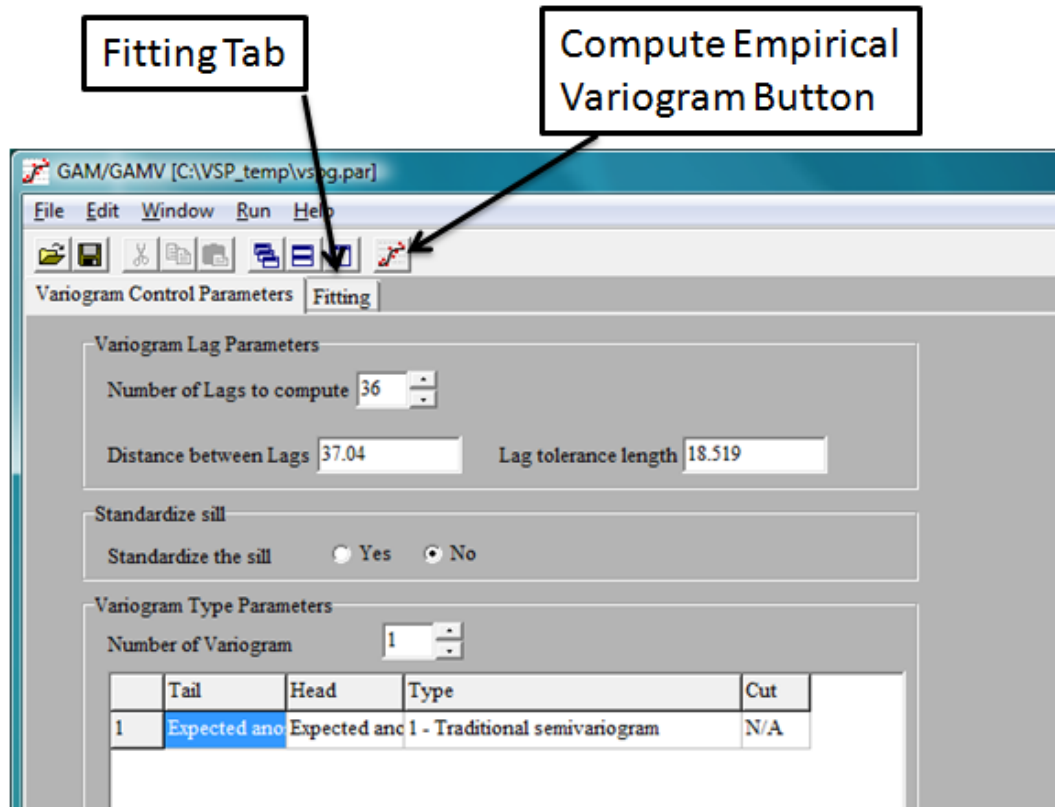 Fitting Tab
Compute Empirical
Variogram Button
GAM/GAMV [C:\VSP_temp\vspg.par]
File Edit Window Run Help
Variogram Control Parameters Fitting
Variogram Lag Parameters
Number of Lags to compute 36
Distance between Lags 37.04 Lag tolerance length 18.519
Standardize sill
Standardize the sill Yes No
Variogram Type Parameters
Number of Variogram 1
Tail Head Type Cut
1 Expected ano Expected anc 1 - Traditional semivariogram N/A